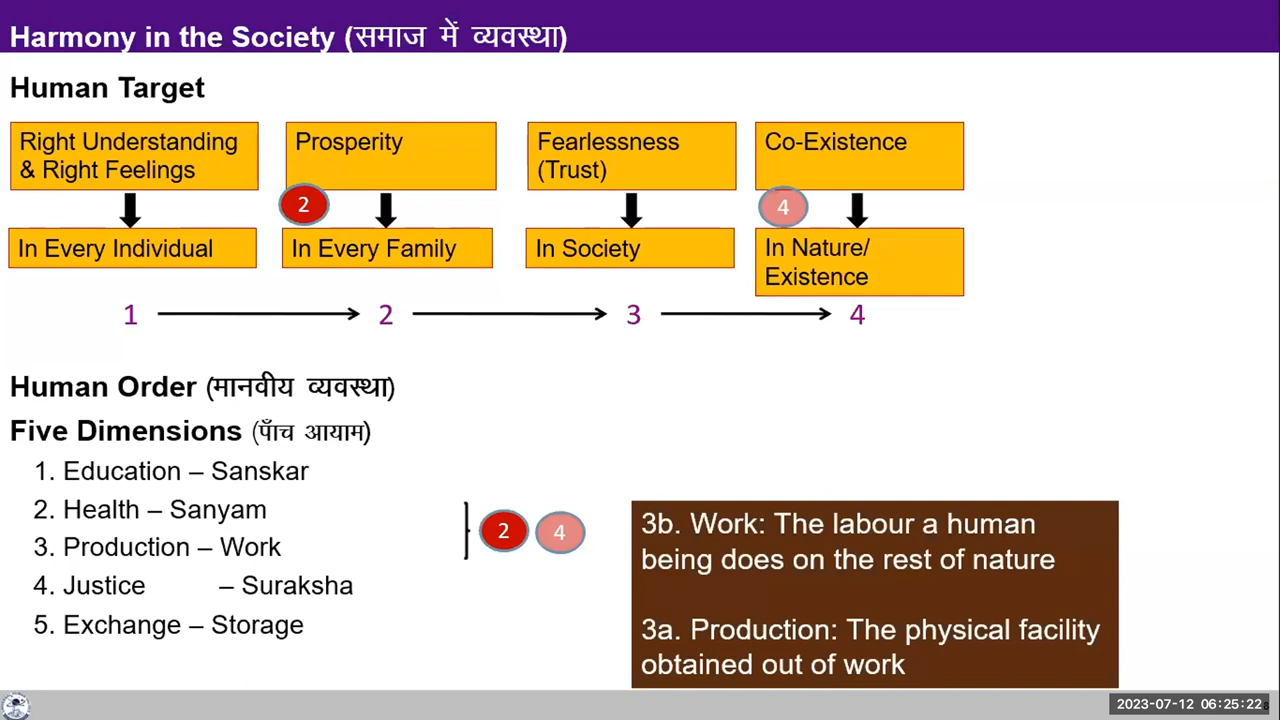 Harmony in the Society (समाज में व्यवस्था)
Human Target
Right Understanding
& Right Feelings
Prosperity
Fearlessness
(Trust)
Co-Existence
2
4
In Every Individual
In Every Family
In Society
In Nature/
Existence
1
2
3
4
Human Order (मानवीय व्यवस्था)
Five Dimensions (पाँच आयाम)
1. Education – Sanskar
2. Health – Sanyam
3. Production – Work
4. Justice – Suraksha
5. Exchange – Storage
2
4
3b. Work: The labour a human
being does on the rest of nature
3a. Production: The physical facility
obtained out of work
2023-07-12 06:25:22